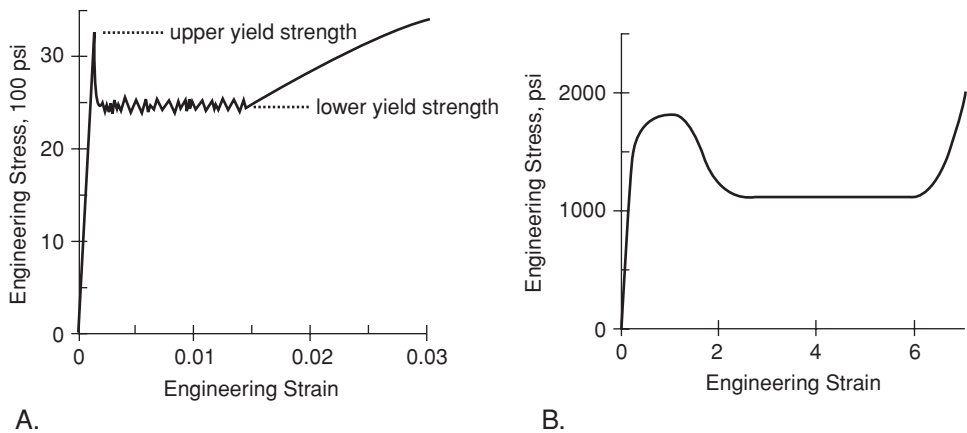 upper yield strength
lower yield strength
30
20
10
0
Engineering Stress, 100 psi
0
0.01
0.02
0.03
Engineering Strain
A.
B.
2000
1000
0
Engineering Stress, psi
0
2
4
6
Engineering Strain